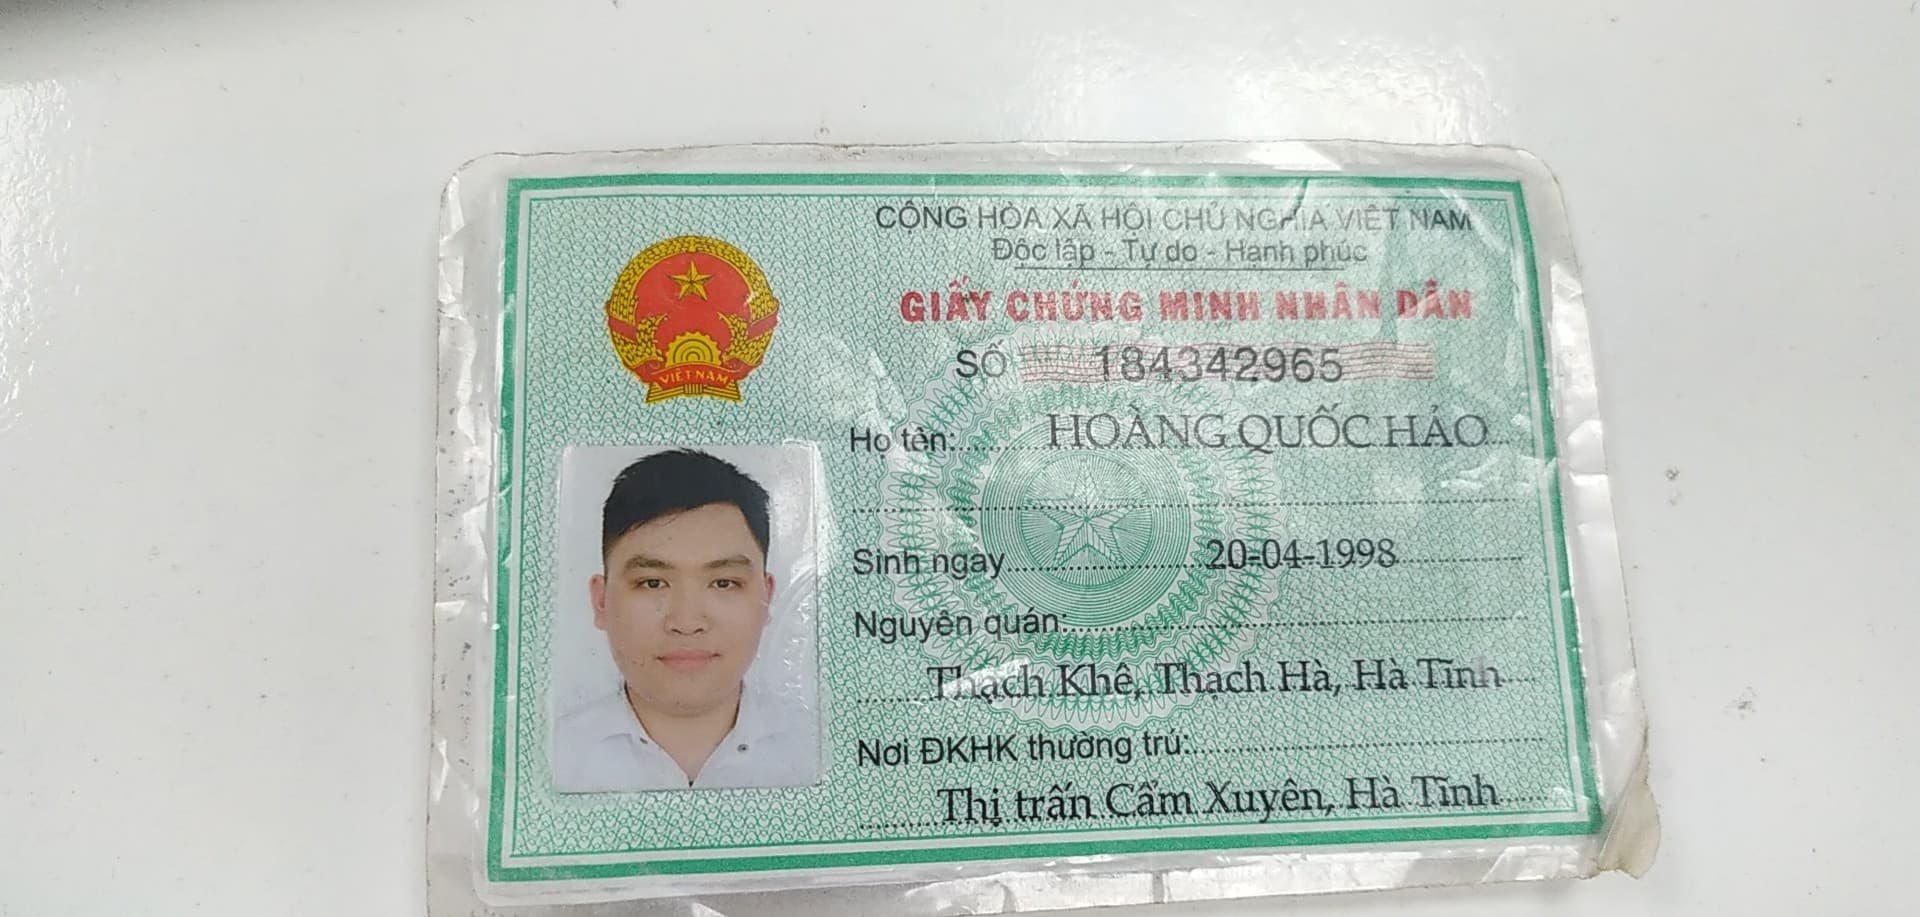 CỘNG HÒA XÃ HỘI CHỦ NGHĨA VIỆT NAM
Độc lập - Tự do - Hạnh phúc
GIẤY CHỨNG MINH NHÂN DÂN
SỐ 184342965
VIỆT NAM
Họ tên: HOÀNG QUỐC HẢO
Sinh ngày 20-04-1998
Nguyên quán:
Thạch Khê, Thạch Hà, Hà Tĩnh
Nơi ĐKHK thường trú:
Thị trấn Cẩm Xuyên, Hà Tĩnh